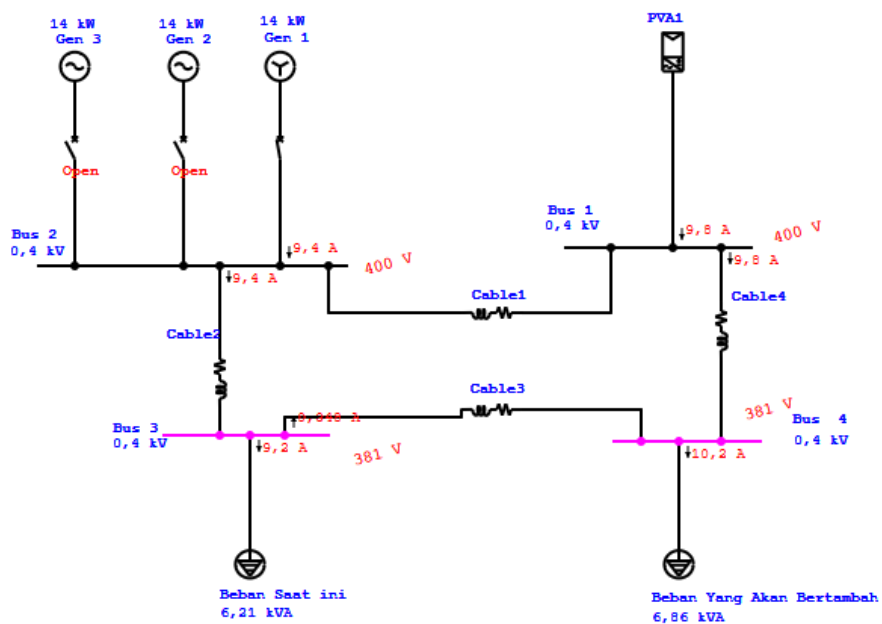 14 kW
Gen 3
14 kW
Gen 2
14 kW
Gen 1
PVA1
Open
Open
Bus 2
0,4 kV
9,4 A
9,4 A
400 V
Bus 1
0,4 kV
9,8 A
9,8 A
400 V
Cable1
Cable4
Cable2
Cable3
Bus 3
0,4 kV
9,2 A
381 V
381 V
Bus 4
0,4 kV
10,2 A
Beban Saat ini
6,21 kVA
Beban Yang Akan Bertambah
6,86 kVA